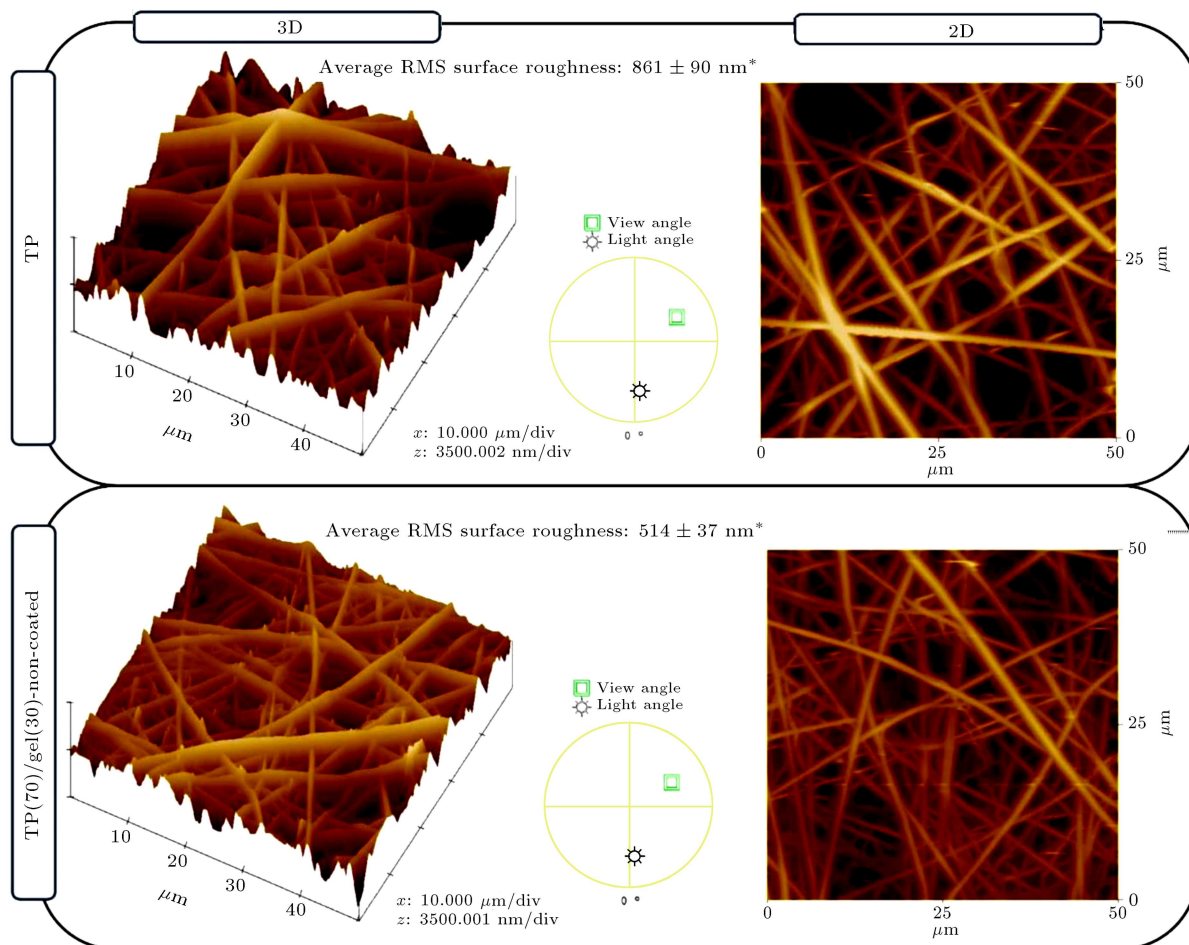 3D
2D
TP
Average RMS surface roughness: 861 ± 90 nm*
View angle
Light angle
0 °
10
20
30
40
μm
x: 10.000 μm/div
z: 3500.002 nm/div
50
25
0
μm
0
25
50
μm
TP(70)/gel(30)-non-coated
Average RMS surface roughness: 514 ± 37 nm*
View angle
Light angle
0 °
10
20
30
40
μm
x: 10.000 μm/div
z: 3500.001 nm/div
50
25
0
μm
0
25
50
μm